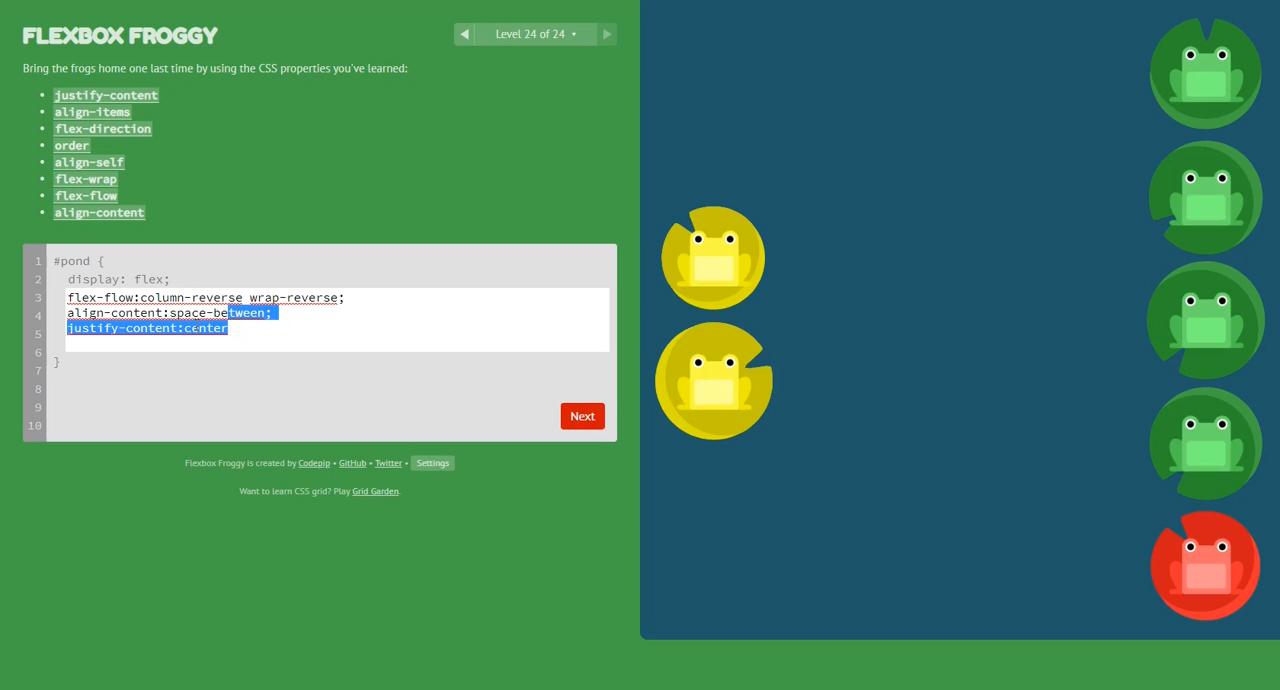 FLEXBOX FROGGY
◀ Level 24 of 24 ▾ ▶
Bring the frogs home one last time by using the CSS properties you've learned:
• justify-content
• align-items
• flex-direction
• order
• align-self
• flex-wrap
• flex-flow
• align-content
1 #pond {
2 display: flex;
3 flex-flow:column-reverse wrap-reverse;
4 align-content:space-between;
5 justify-content:center
6
7 }
8
9
10
Next
Flexbox Froggy is created by Codepip • GitHub • Twitter • Settings
Want to learn CSS grid? Play Grid Garden.